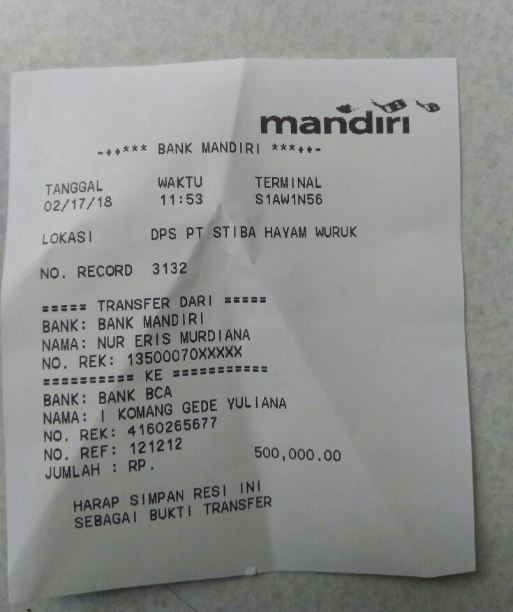 mandiri
-++*** BANK MANDIRI ***++-
TANGGAL WAKTU TERMINAL
02/17/18 11:53 S1AW1N56
LOKASI DPS PT STIBA HAYAM WURUK
NO. RECORD 3132
===== TRANSFER DARI =====
BANK: BANK MANDIRI
NAMA: NUR ERIS MURDIANA
NO. REK: 13500070XXXXX
========== KE ===========
BANK: BANK BCA
NAMA: I KOMANG GEDE YULIANA
NO. REK: 4160265677
NO. REF: 121212
JUMLAH : RP. 500,000.00
HARAP SIMPAN RESI INI
SEBAGAI BUKTI TRANSFER